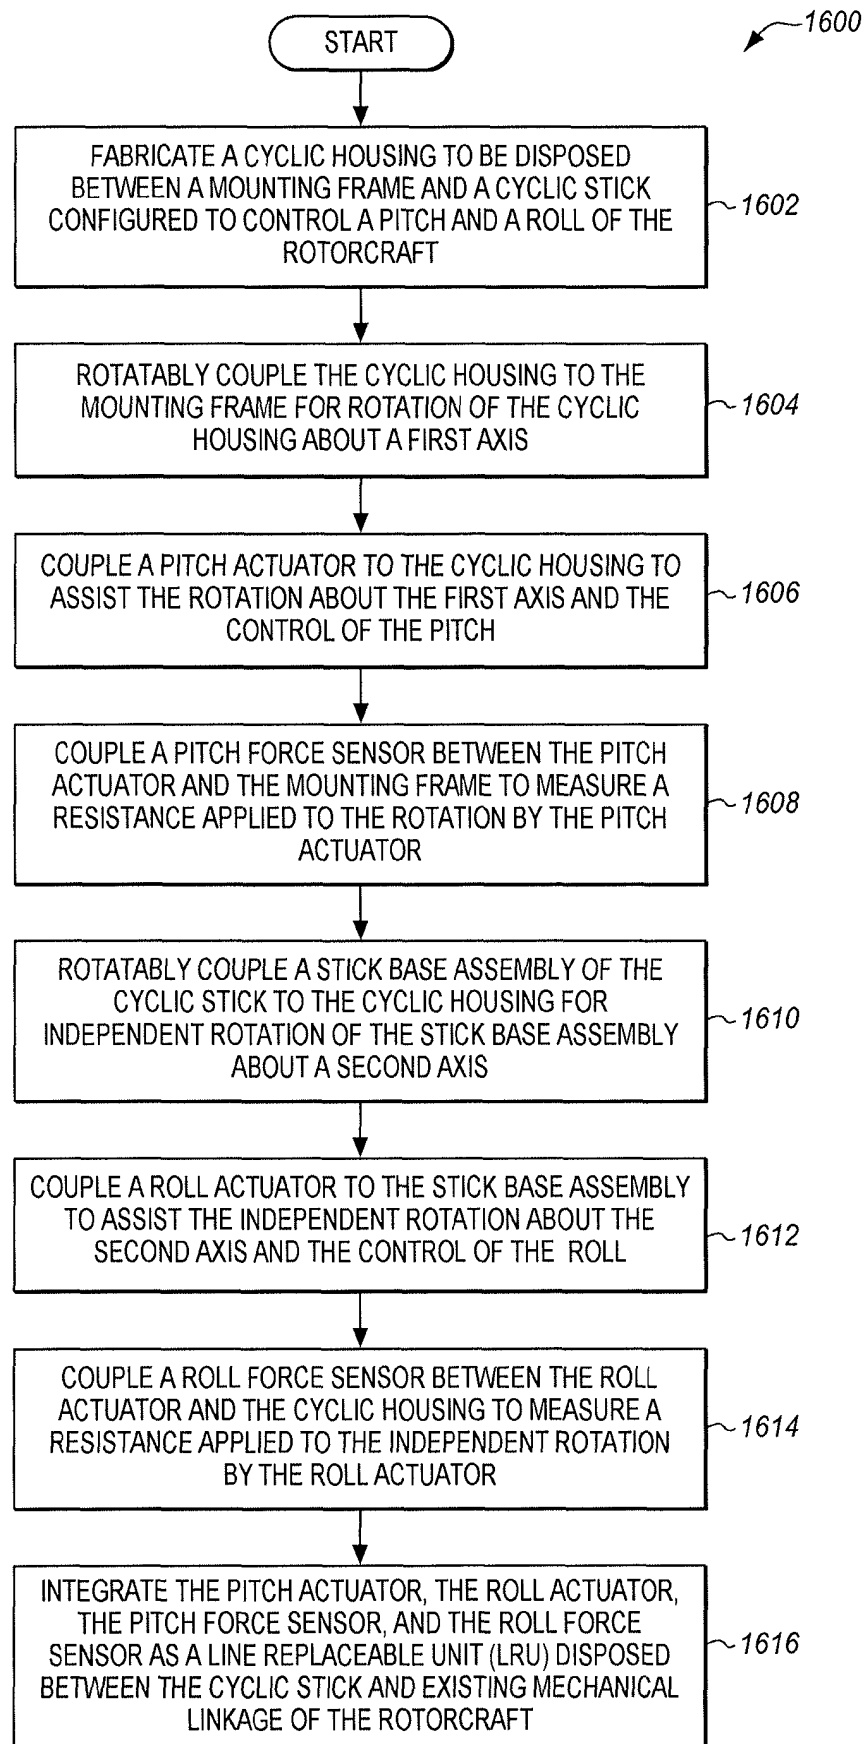 START
1600
FABRICATE A CYCLIC HOUSING TO BE DISPOSED
BETWEEN A MOUNTING FRAME AND A CYCLIC STICK
CONFIGURED TO CONTROL A PITCH AND A ROLL OF THE
ROTORCRAFT
1602
ROTATABLY COUPLE THE CYCLIC HOUSING TO THE
MOUNTING FRAME FOR ROTATION OF THE CYCLIC
HOUSING ABOUT A FIRST AXIS
1604
COUPLE A PITCH ACTUATOR TO THE CYCLIC HOUSING TO
ASSIST THE ROTATION ABOUT THE FIRST AXIS AND THE
CONTROL OF THE PITCH
1606
COUPLE A PITCH FORCE SENSOR BETWEEN THE PITCH
ACTUATOR AND THE MOUNTING FRAME TO MEASURE A
RESISTANCE APPLIED TO THE ROTATION BY THE PITCH
ACTUATOR
1608
ROTATABLY COUPLE A STICK BASE ASSEMBLY OF THE
CYCLIC STICK TO THE CYCLIC HOUSING FOR
INDEPENDENT ROTATION OF THE STICK BASE ASSEMBLY
ABOUT A SECOND AXIS
1610
COUPLE A ROLL ACTUATOR TO THE STICK BASE ASSEMBLY
TO ASSIST THE INDEPENDENT ROTATION ABOUT THE
SECOND AXIS AND THE CONTROL OF THE ROLL
1612
COUPLE A ROLL FORCE SENSOR BETWEEN THE ROLL
ACTUATOR AND THE CYCLIC HOUSING TO MEASURE A
RESISTANCE APPLIED TO THE INDEPENDENT ROTATION
BY THE ROLL ACTUATOR
1614
INTEGRATE THE PITCH ACTUATOR, THE ROLL ACTUATOR,
THE PITCH FORCE SENSOR, AND THE ROLL FORCE
SENSOR AS A LINE REPLACEABLE UNIT (LRU) DISPOSED
BETWEEN THE CYCLIC STICK AND EXISTING MECHANICAL
LINKAGE OF THE ROTORCRAFT
1616